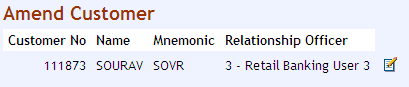 Amend Customer
Customer No Name Mnemonic Relationship Officer
111873 SOURAV SOVR 3 - Retail Banking User 3